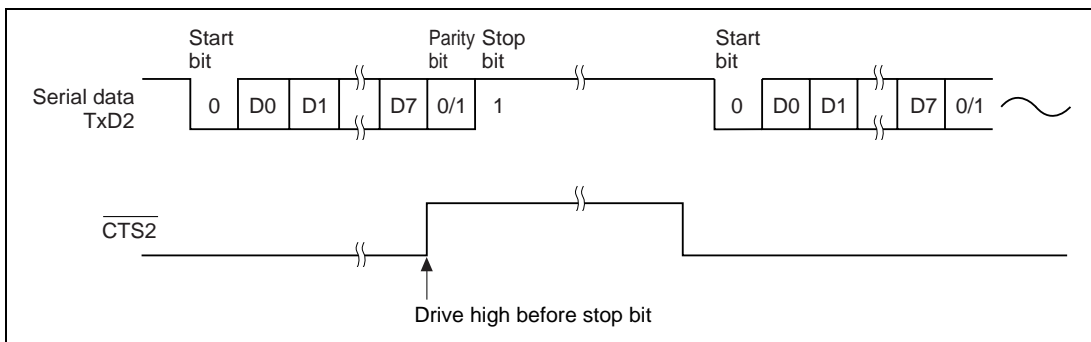 Start bit
Parity bit
Stop bit
Start bit
Serial data TxD2
0 D0 D1 D7 0/1 1 0 D0 D1 D7 0/1
CTS2
Drive high before stop bit